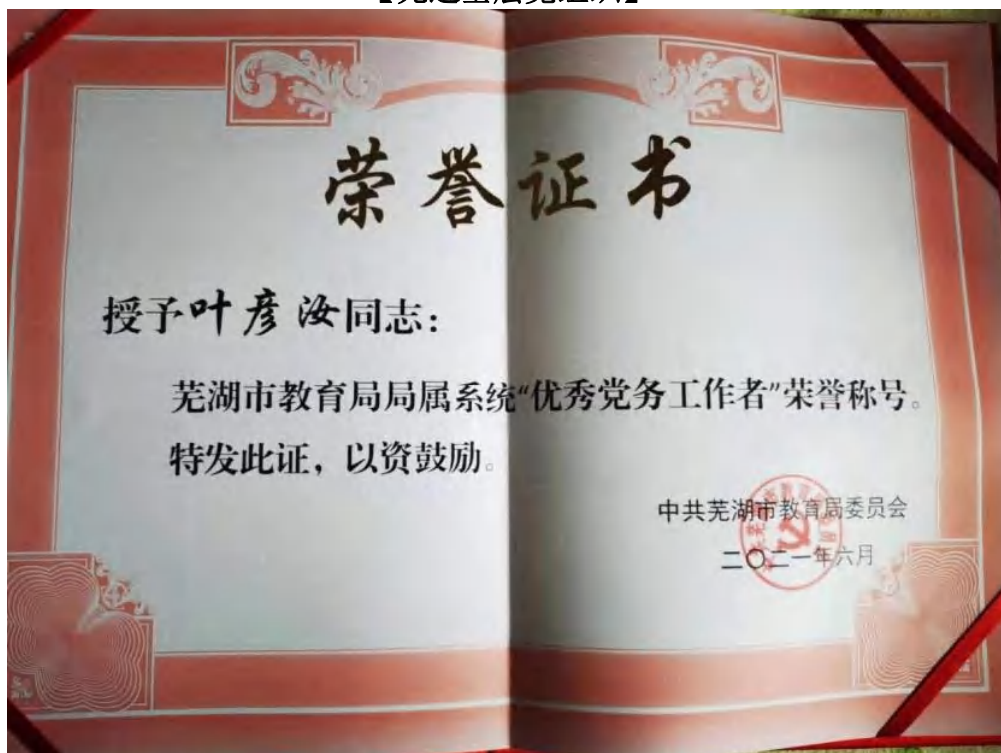 荣誉证书
授予叶彦汝同志：
芜湖市教育局局属系统“优秀党务工作者”荣誉称号。
特发此证，以资鼓励。
中共芜湖市教育局委员会
二〇二一年六月